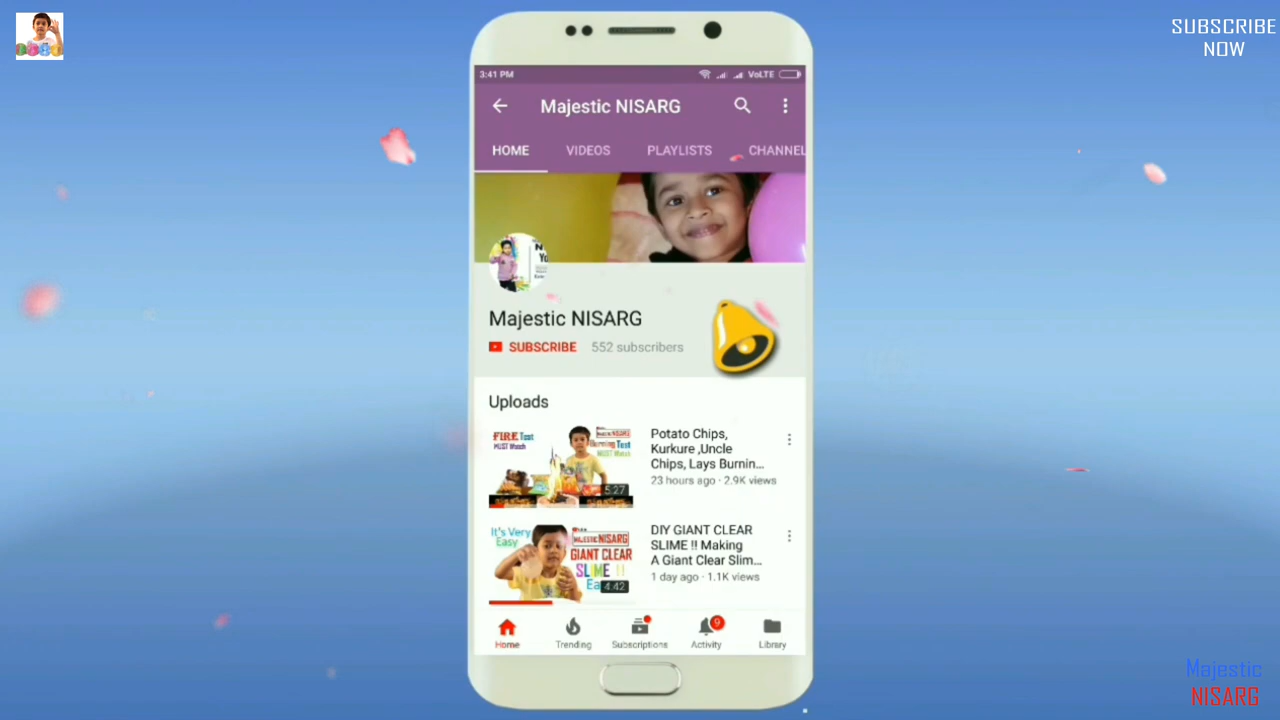 SUBSCRIBE
NOW
3:41 PM
VoLTE
Majestic NISARG
HOME VIDEOS PLAYLISTS CHANNEL
Majestic NISARG
SUBSCRIBE 552 subscribers
Uploads
FIRE Test
MUST Watch
Burning Test
MUST Watch
5:27
Potato Chips,
Kurkure ,Uncle
Chips, Lays Burnin...
23 hours ago · 2.9K views
It's Very
Easy
MAJESTIC NISARG
GIANT CLEAR
SLIME !!
4:42
DIY GIANT CLEAR
SLIME !! Making
A Giant Clear Slim...
1 day ago · 1.1K views
9
Home Trending Subscriptions Activity Library
Majestic
NISARG